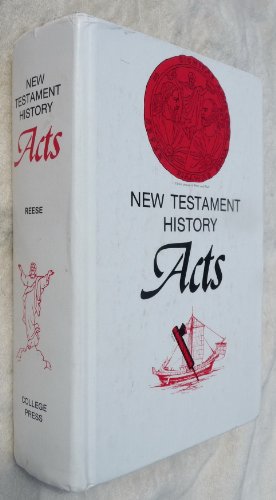 NEW
TESTAMENT
HISTORY
Acts
REESE
COLLEGE
PRESS
NEW TESTAMENT
HISTORY
Acts